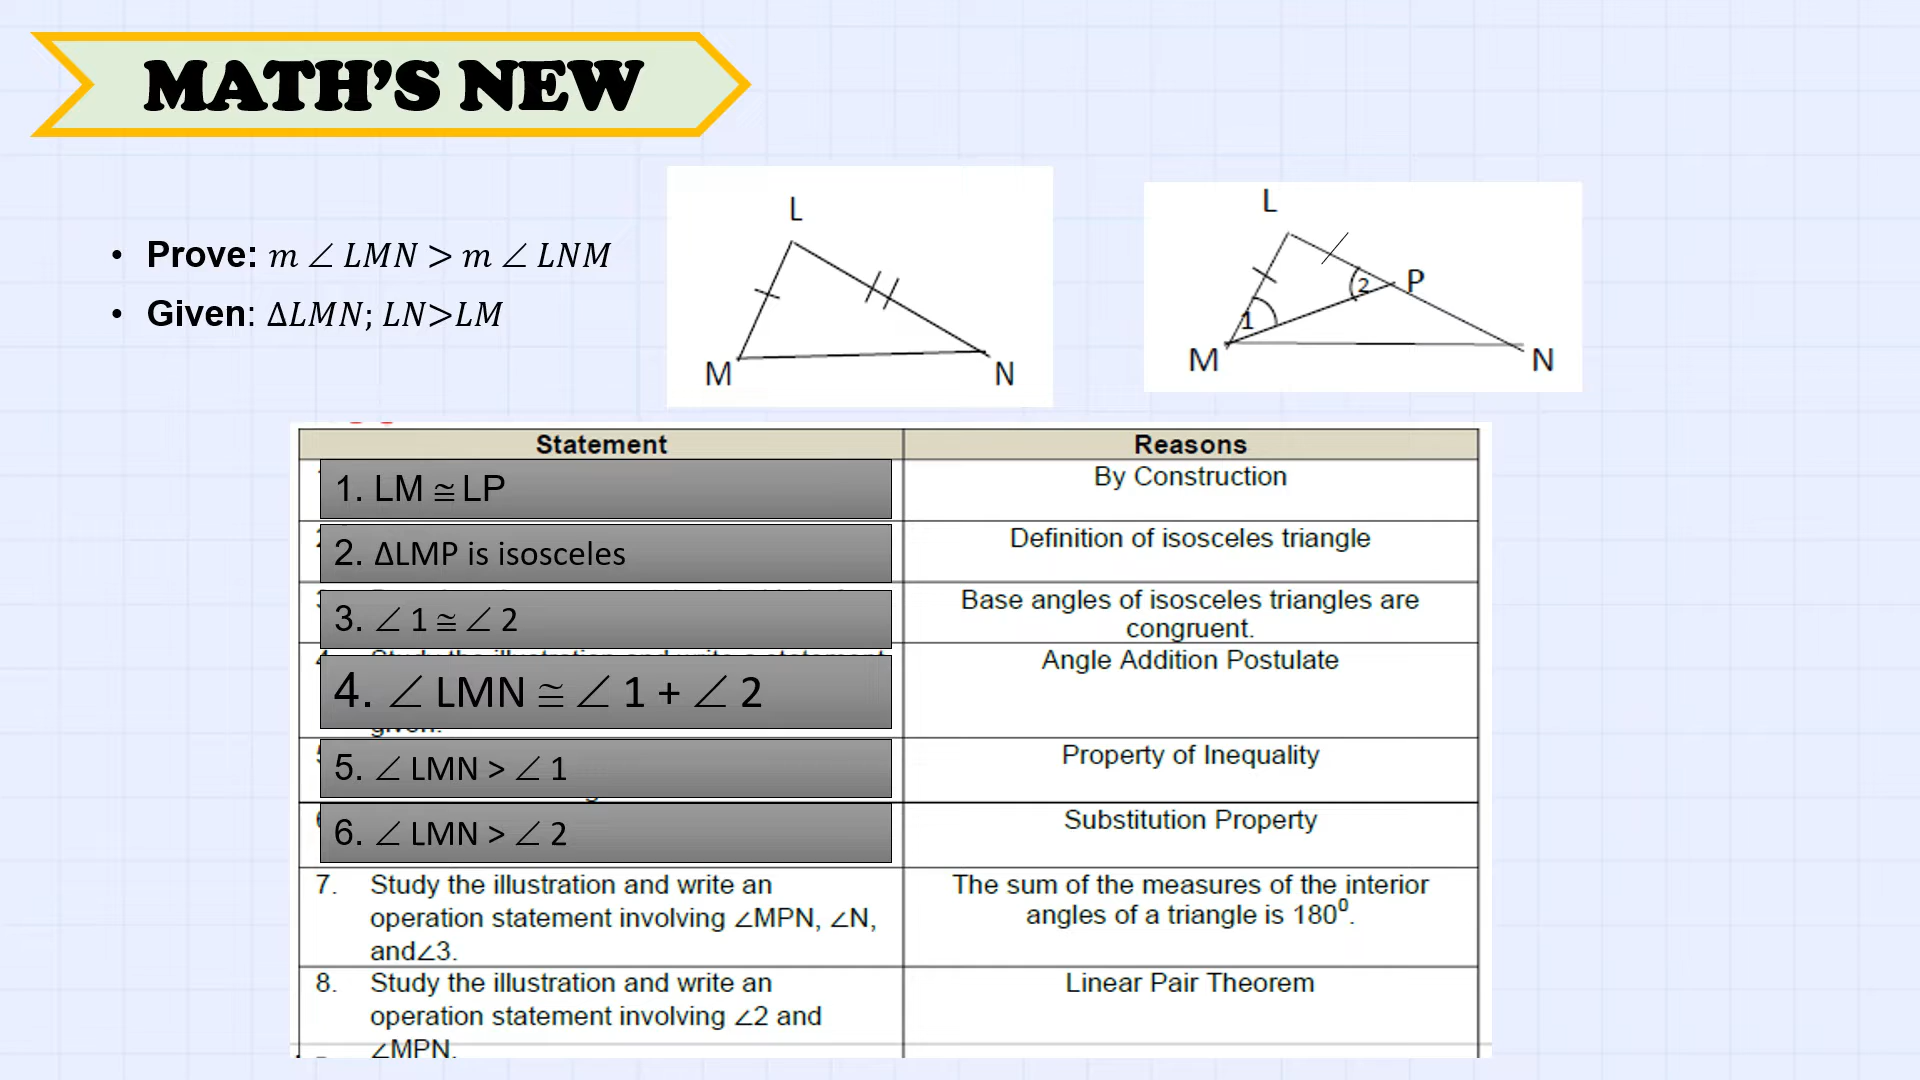 MATH'S NEW
• Prove: m ∠ LMN > m ∠ LNM
• Given: ∆LMN; LN>LM
L
M
N
L
P
2
1
M
N
Statement
Reasons
1. LM ≅ LP
By Construction
2. ∆LMP is isosceles
Definition of isosceles triangle
3. ∠ 1 ≅ ∠ 2
Base angles of isosceles triangles are
congruent.
4. ∠ LMN ≅ ∠ 1 + ∠ 2
given.
Angle Addition Postulate
5. ∠ LMN > ∠ 1
Property of Inequality
6. ∠ LMN > ∠ 2
Substitution Property
7. Study the illustration and write an
operation statement involving ∠MPN, ∠N,
and∠3.
The sum of the measures of the interior
angles of a triangle is 180⁰.
8. Study the illustration and write an
operation statement involving ∠2 and
∠MPN.
Linear Pair Theorem